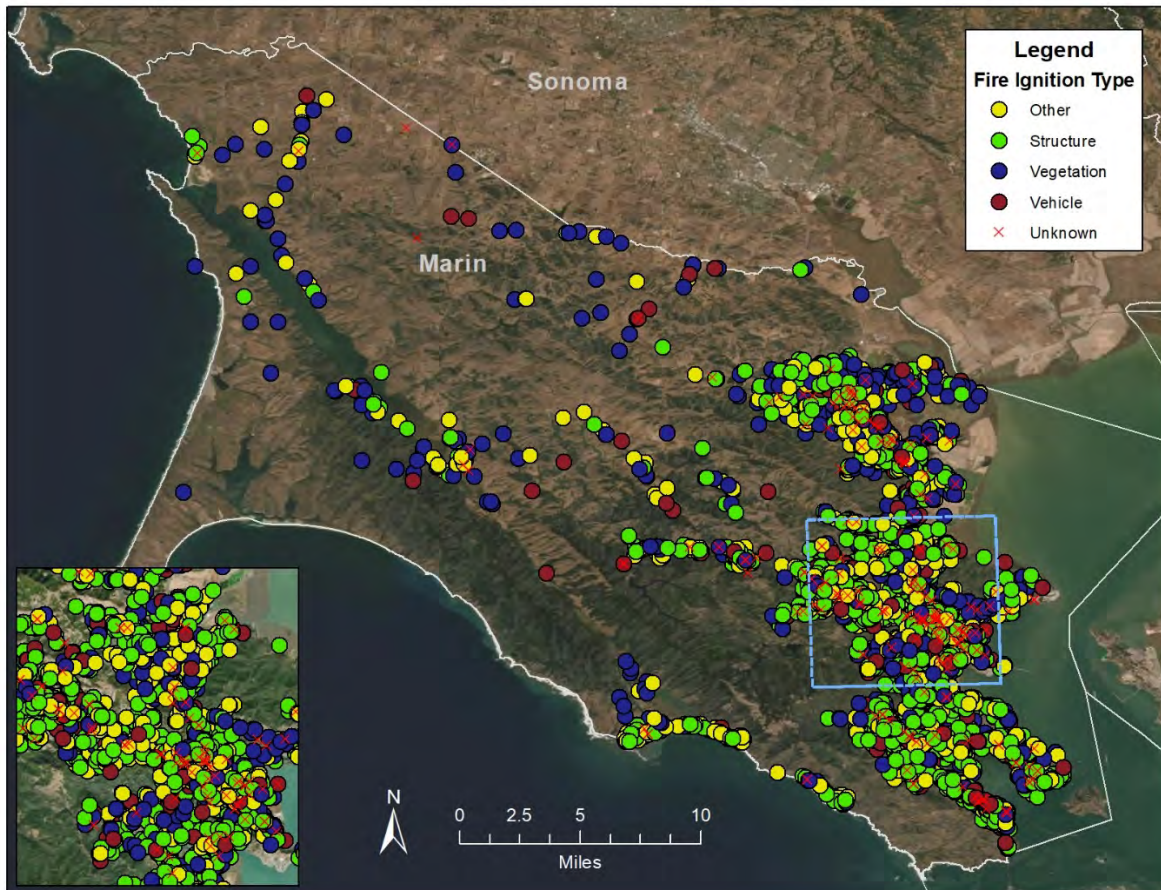 Sonoma
Marin
Legend
Fire Ignition Type
Other
Structure
Vegetation
Vehicle
Unknown
N
0 2.5 5 10
Miles